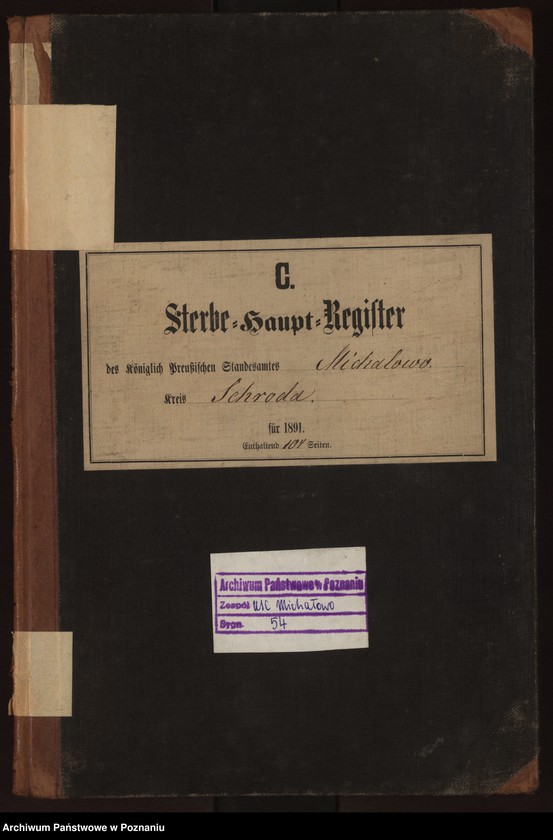 C.
Sterbe-Haupt-Register
des Königlich Preußischen Standesamtes Michalowo.
Kreis Schroda.
für 1891.
Enthaltend 104 Seiten.
Archiwum Państwowe w Poznaniu
Zespół USC Michałowo
Sygn. 54
Archiwum Państwowe w Poznaniu